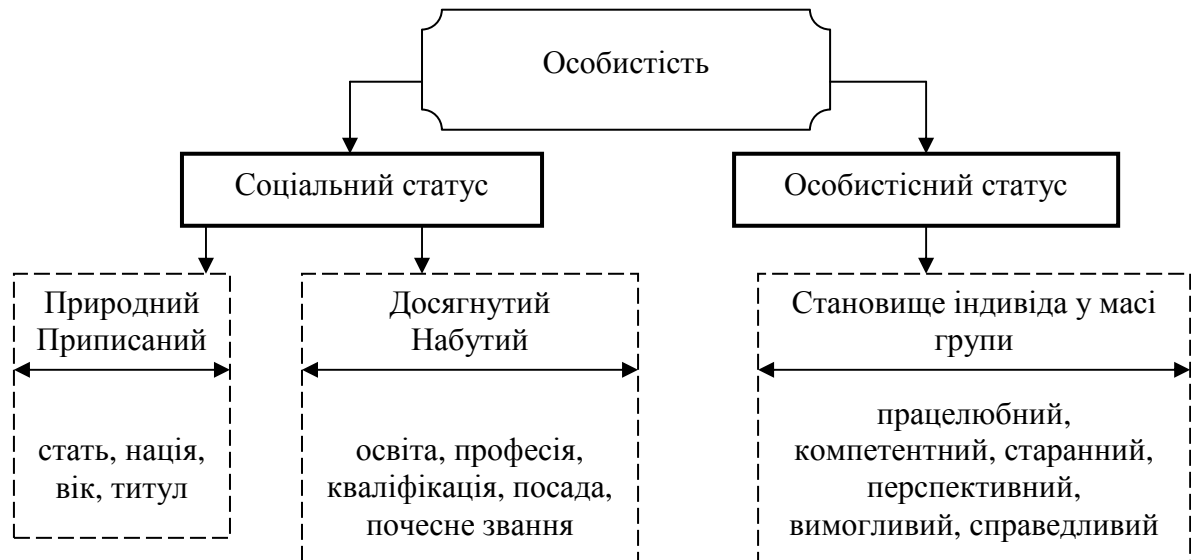 Особистість
Соціальний статус
Особистісний статус
Природний
Приписаний
стать, нація,
вік, титул
Досягнутий
Набутий
освіта, професія,
кваліфікація, посада,
почесне звання
Становище індивіда у масі
групи
працелюбний,
компетентний, старанний,
перспективний,
вимогливий, справедливий